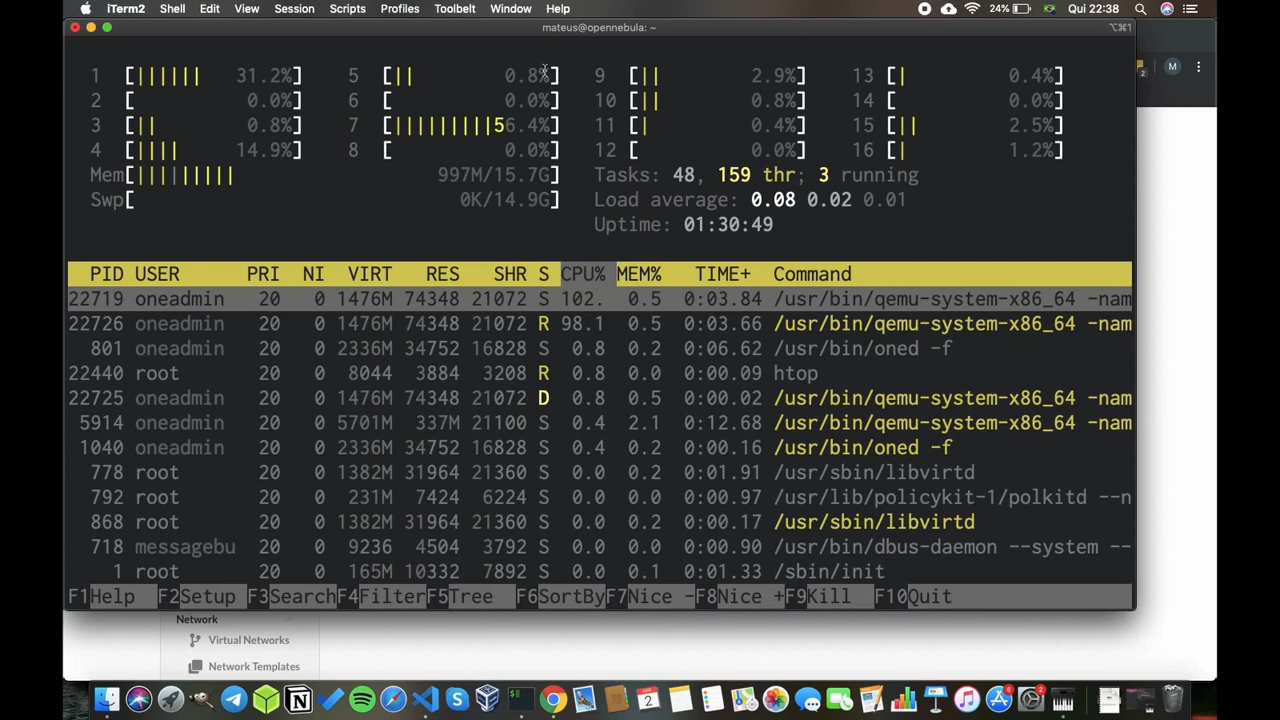 iTerm2 Shell Edit View Session Scripts Profiles Toolbelt Window Help 24% Qui 22:38
mateus@opennebula: ~ ⌥⌘1
M
2
1 [|||||| 31.2%] 5 [|| 0.8%] 9 [|| 2.9%] 13 [| 0.4%]
2 [ 0.0%] 6 [ 0.0%] 10 [|| 0.8%] 14 [ 0.0%]
3 [|| 0.8%] 7 [|||||||||56.4%] 11 [| 0.4%] 15 [|| 2.5%]
4 [|||| 14.9%] 8 [ 0.0%] 12 [ 0.0%] 16 [| 1.2%]
Mem[||||||||| 997M/15.7G] Tasks: 48, 159 thr; 3 running
Swp[ 0K/14.9G] Load average: 0.08 0.02 0.01
Uptime: 01:30:49
PID USER PRI NI VIRT RES SHR S CPU% MEM% TIME+ Command
22719 oneadmin 20 0 1476M 74348 21072 S 102. 0.5 0:03.84 /usr/bin/qemu-system-x86_64 -nam
22726 oneadmin 20 0 1476M 74348 21072 R 98.1 0.5 0:03.66 /usr/bin/qemu-system-x86_64 -nam
801 oneadmin 20 0 2336M 34752 16828 S 0.8 0.2 0:06.62 /usr/bin/oned -f
22440 root 20 0 8044 3884 3208 R 0.8 0.0 0:00.09 htop
22725 oneadmin 20 0 1476M 74348 21072 D 0.8 0.5 0:00.02 /usr/bin/qemu-system-x86_64 -nam
5914 oneadmin 20 0 5701M 337M 21100 S 0.4 2.1 0:12.68 /usr/bin/qemu-system-x86_64 -nam
1040 oneadmin 20 0 2336M 34752 16828 S 0.4 0.2 0:00.16 /usr/bin/oned -f
778 root 20 0 1382M 31964 21360 S 0.0 0.2 0:01.91 /usr/sbin/libvirtd
792 root 20 0 231M 7424 6224 S 0.0 0.0 0:00.97 /usr/lib/policykit-1/polkitd --n
868 root 20 0 1382M 31964 21360 S 0.0 0.2 0:00.17 /usr/sbin/libvirtd
718 messagebu 20 0 9236 4504 3792 S 0.0 0.0 0:00.90 /usr/bin/dbus-daemon --system --
1 root 20 0 165M 10332 7892 S 0.0 0.1 0:01.33 /sbin/init
F1Help F2Setup F3SearchF4FilterF5Tree F6SortByF7Nice -F8Nice +F9Kill F10Quit
Network
Virtual Networks
Network Templates